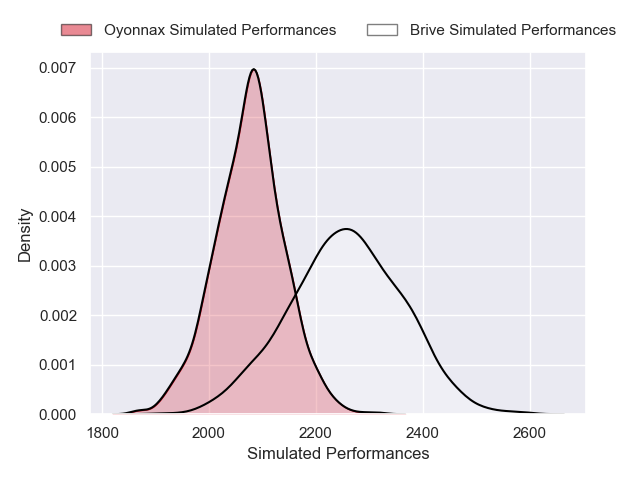 Oyonnax Simulated Performances
Brive Simulated Performances
0.007
0.006
0.005
0.004
0.003
0.002
0.001
0.000
Density
1800 2000 2200 2400 2600
Simulated Performances